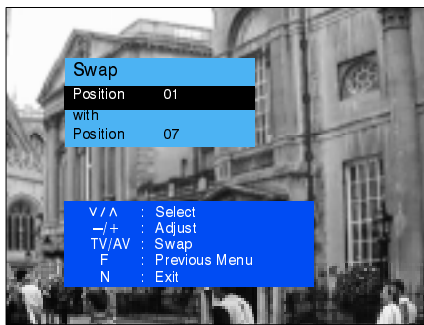 Swap
Position 01
with
Position 07
V / Λ : Select
–/+ : Adjust
TV/AV : Swap
F : Previous Menu
N : Exit